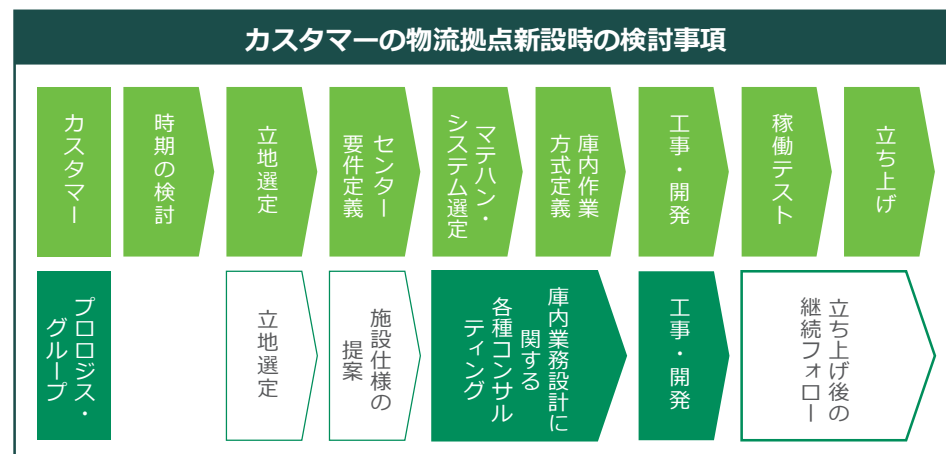 カスタマーの物流拠点新設時の検討事項
カスタマー
時期の検討
立地選定
センター
要件定義
マテハン・
システム選定
庫内作業
方式定義
工事・開発
稼働テスト
立ち上げ
プロロジス・
グループ
立地選定
施設仕様の
提案
庫内業務設計に
関する
各種コンサル
ティング
工事・開発
立ち上げ後の
継続フォロー